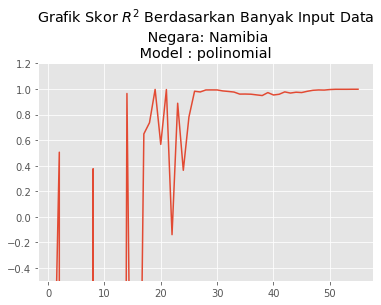 Grafik Skor R² Berdasarkan Banyak Input Data
Negara: Namibia
Model : polinomial
1.2
1.0
0.8
0.6
0.4
0.2
0.0
−0.2
−0.4
0 10 20 30 40 50